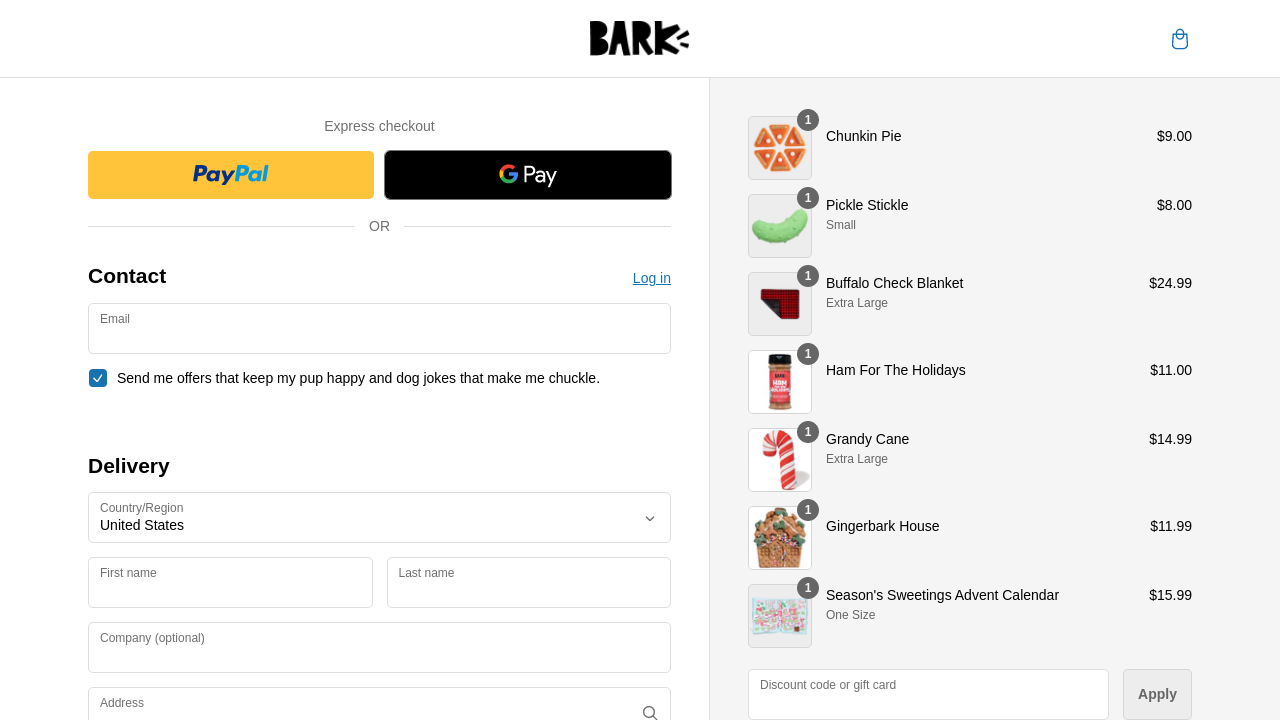 BARK
Express checkout
PayPal
G Pay
OR
Contact
Log in
Email
Send me offers that keep my pup happy and dog jokes that make me chuckle.
Delivery
Country/Region
United States
First name
Last name
Company (optional)
Address
1
Chunkin Pie
$9.00
1
Pickle Stickle
$8.00
Small
1
Buffalo Check Blanket
$24.99
Extra Large
1
Ham For The Holidays
$11.00
BARK
HAM
HOLIDAYS
1
Grandy Cane
$14.99
Extra Large
1
Gingerbark House
$11.99
1
Season's Sweetings Advent Calendar
$15.99
One Size
Discount code or gift card
Apply